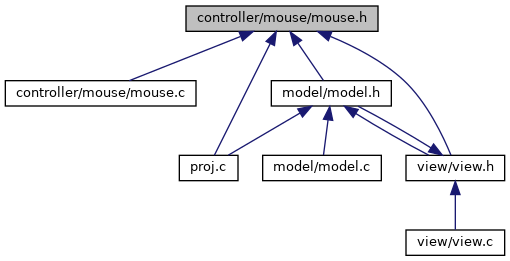 controller/mouse/mouse.h
controller/mouse/mouse.c
model/model.h
proj.c
model/model.c
view/view.h
view/view.c